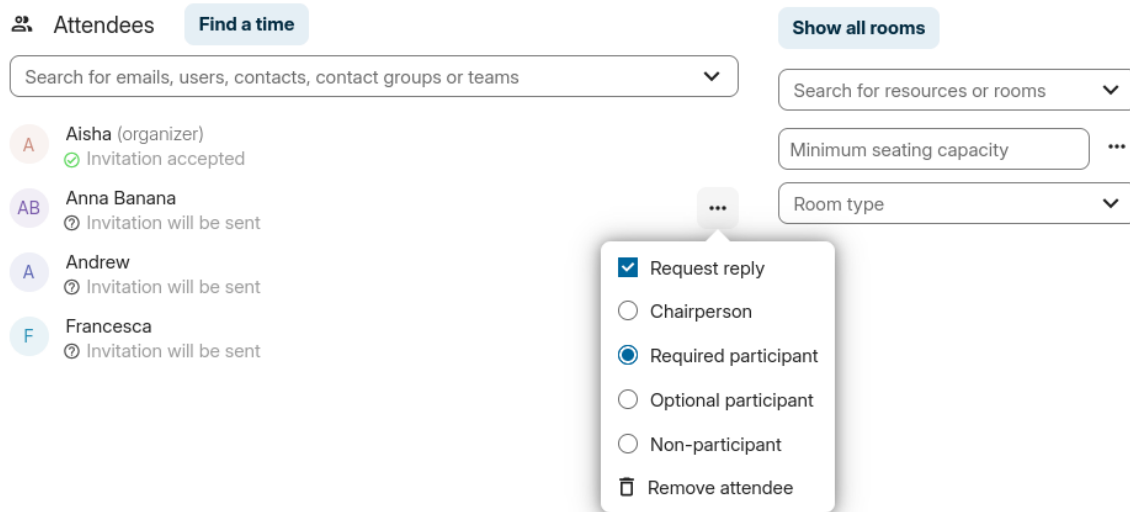 Attendees
Find a time
Search for emails, users, contacts, contact groups or teams
A
Aisha (organizer)
Invitation accepted
AB
Anna Banana
Invitation will be sent
A
Andrew
Invitation will be sent
F
Francesca
Invitation will be sent
Request reply
Chairperson
Required participant
Optional participant
Non-participant
Remove attendee
Show all rooms
Search for resources or rooms
Minimum seating capacity
Room type